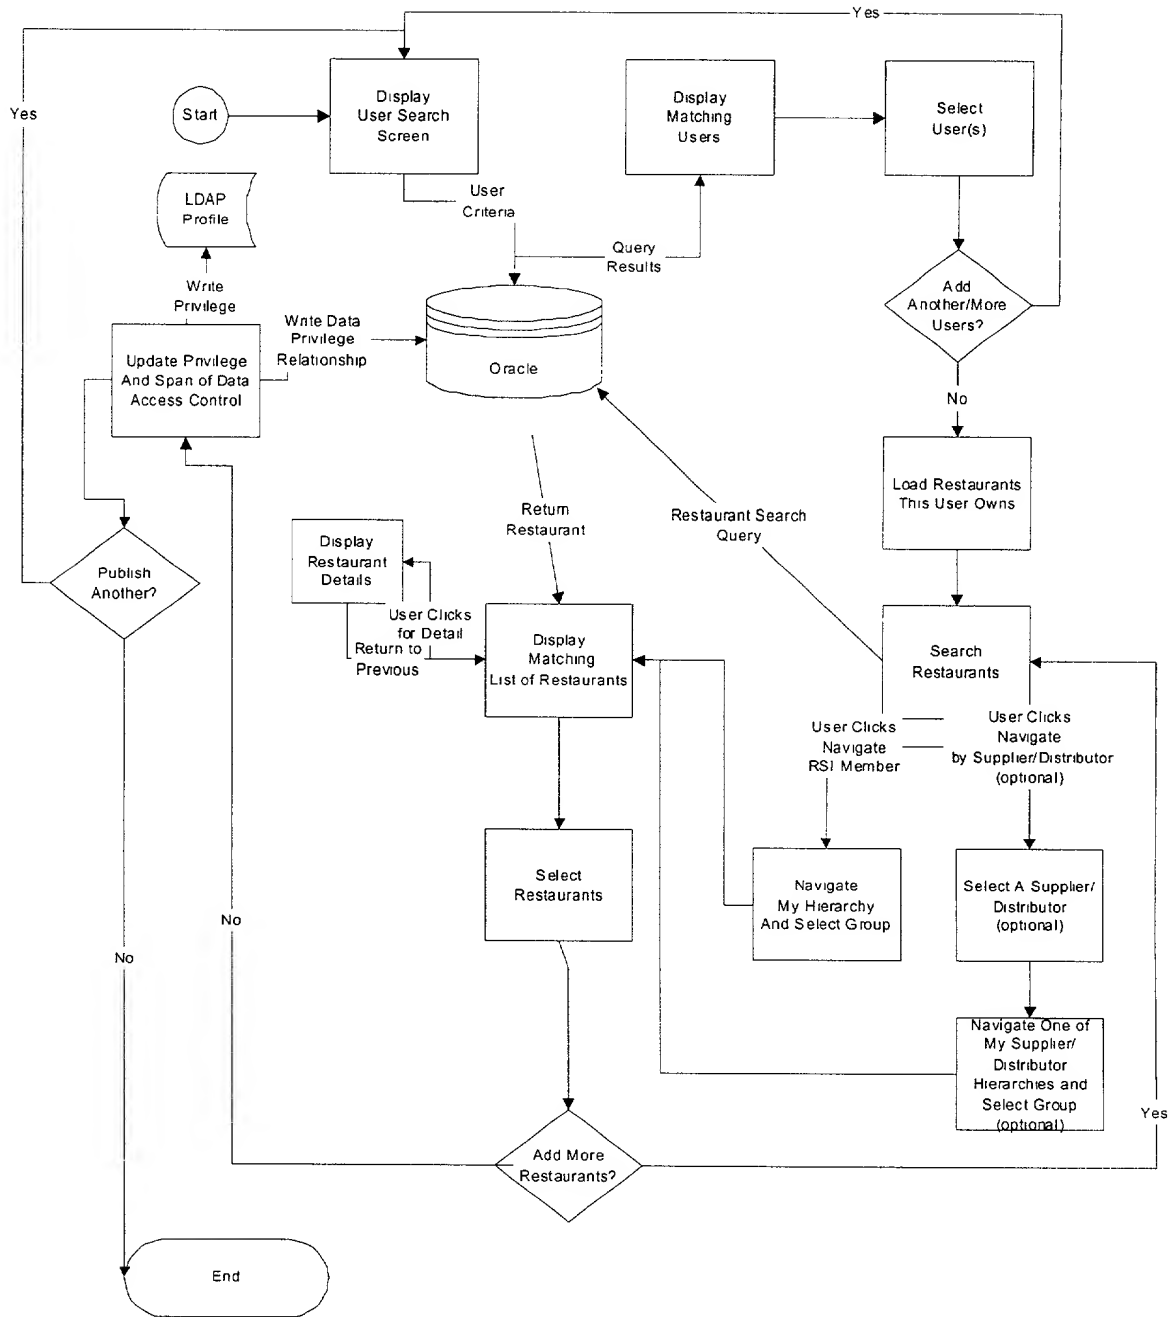 Yes
Yes
Start
Display
User Search
Screen
Display
Matching
Users
Select
User(s)
LDAP
Profile
User
Criteria
Query
Results
Write
Privilege
Write Data
Privilege
Relationship
Add
Another/More
Users?
Update Privilege
And Span of Data
Access Control
Oracle
No
Load Restaurants
This User Owns
Return
Restaurant
Restaurant Search
Query
Display
Restaurant
Details
Publish
Another?
User Clicks
for Detail
Return to
Previous
Display
Matching
List of Restaurants
Search
Restaurants
User Clicks
Navigate
RSI Member
User Clicks
Navigate
by Supplier/Distributor
(optional)
Select
Restaurants
Navigate
My Hierarchy
And Select Group
Select A Supplier/
Distributor
(optional)
No
No
Navigate One of
My Supplier/
Distributor
Hierarchies and
Select Group
(optional)
Yes
Add More
Restaurants?
End